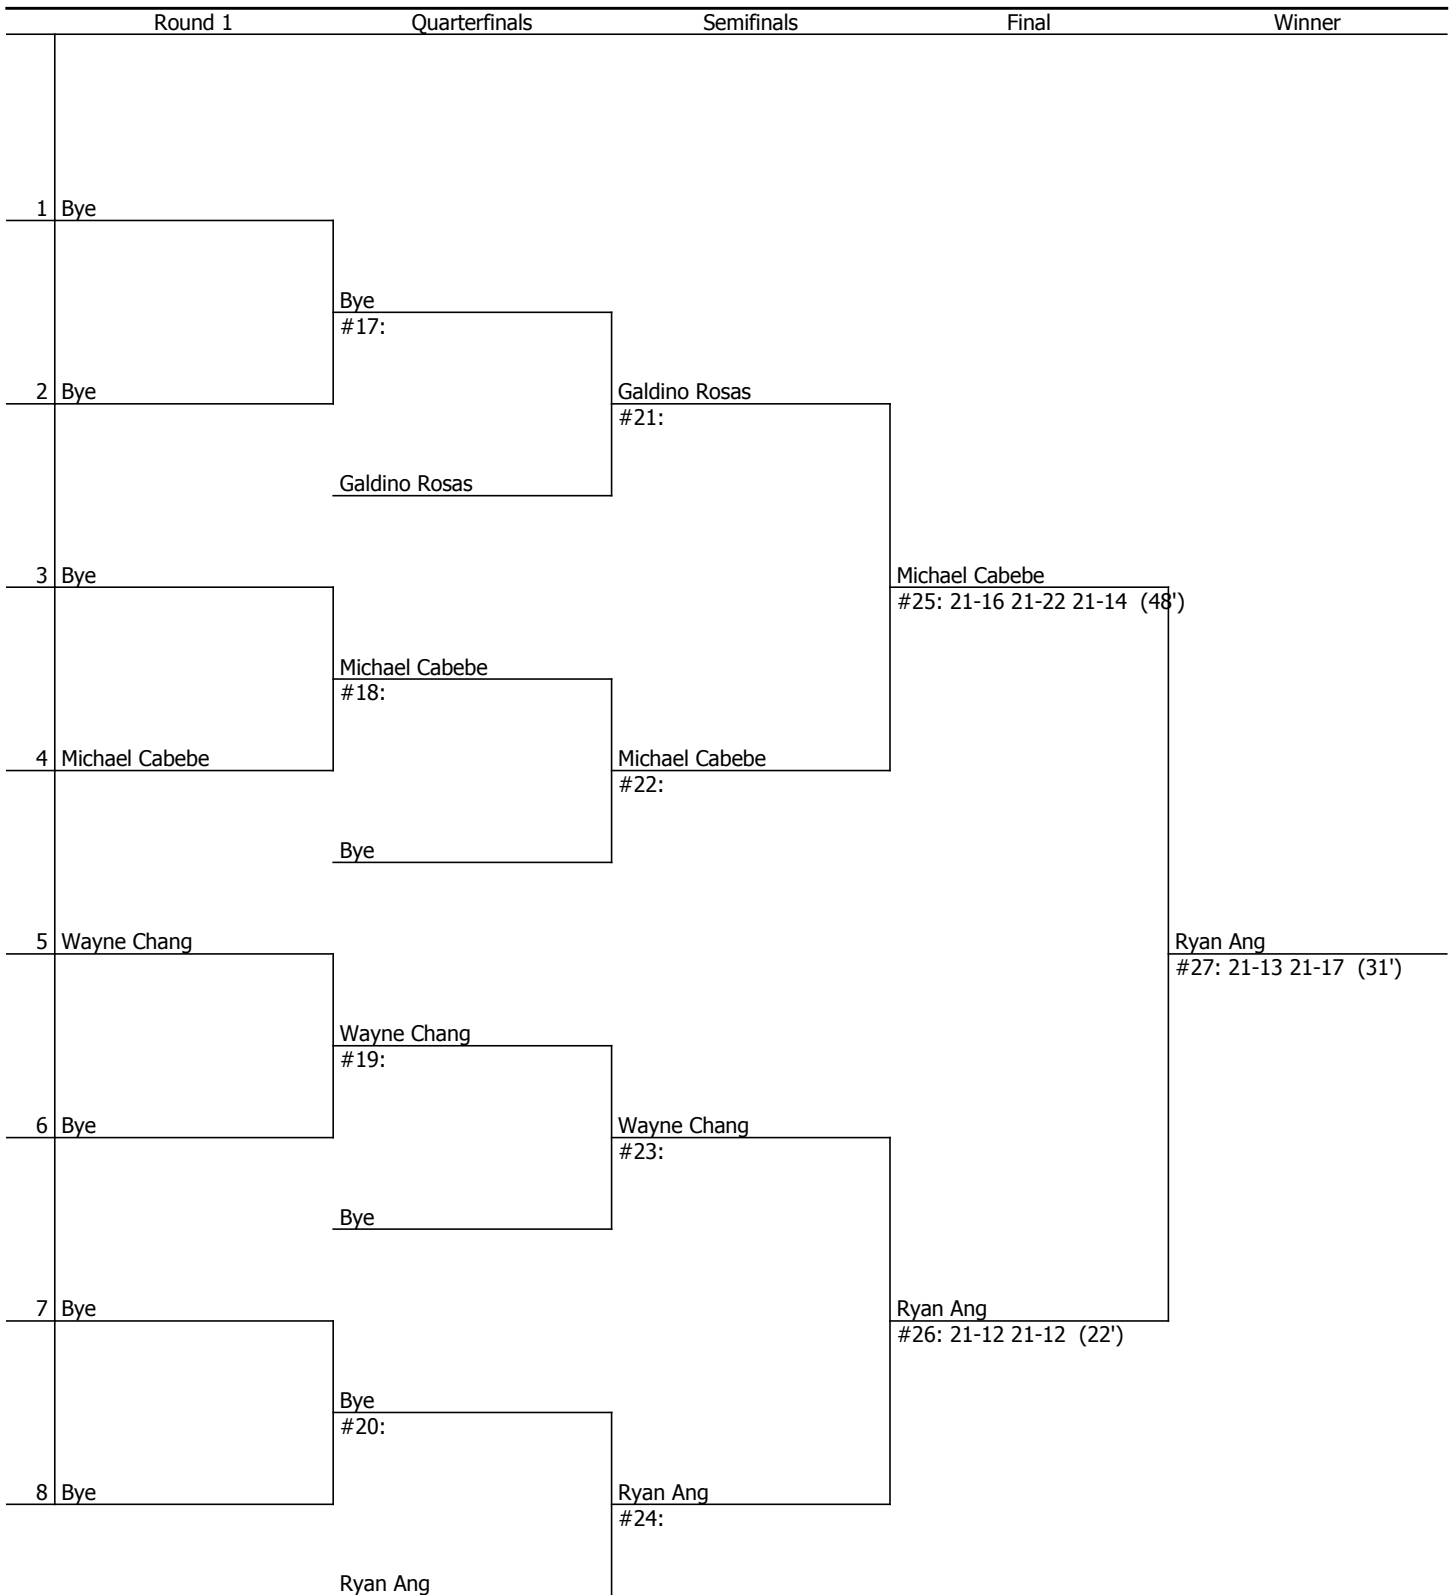 Round 1 Quarterfinals Semifinals Final Winner
1 Bye
Bye
#17:
2 Bye
Galdino Rosas
#21:
Galdino Rosas
3 Bye
Michael Cabebe
#25: 21-16 21-22 21-14 (48')
Michael Cabebe
#18:
4 Michael Cabebe
Michael Cabebe
#22:
Bye
5 Wayne Chang
Ryan Ang
#27: 21-13 21-17 (31')
Wayne Chang
#19:
6 Bye
Wayne Chang
#23:
Bye
7 Bye
Ryan Ang
#26: 21-12 21-12 (22')
Bye
#20:
8 Bye
Ryan Ang
#24:
Ryan Ang